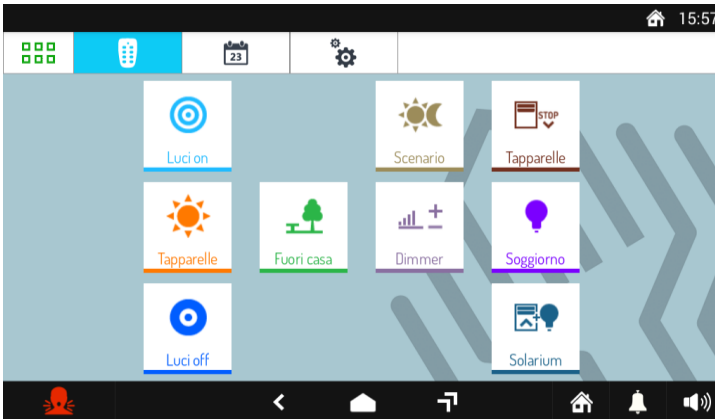 15:57
23
Luci on
Scenario
STOP
Tapparelle
Tapparelle
Fuori casa
Dimmer
Soggiorno
Luci off
Solarium